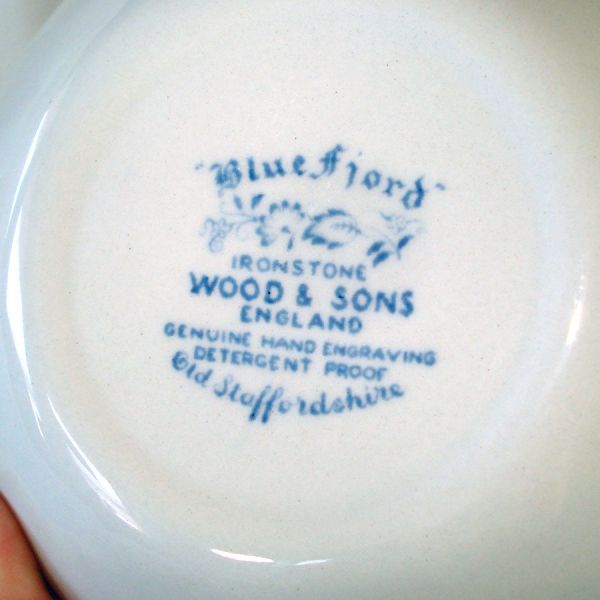 "Blue Fjord"
IRONSTONE
WOOD & SONS
ENGLAND
GENUINE HAND ENGRAVING
DETERGENT PROOF
Old Staffordshire